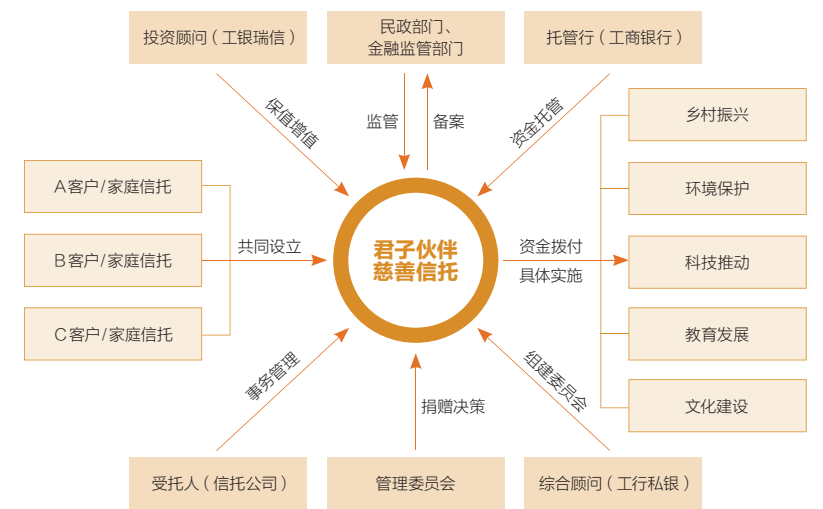 投资顾问（工银瑞信）
民政部门、
金融监管部门
托管行（工商银行）
保值增值
监管
备案
资金托管
A客户/家庭信托
B客户/家庭信托
C客户/家庭信托
共同设立
君子伙伴
慈善信托
资金拨付
具体实施
乡村振兴
环境保护
科技推动
教育发展
文化建设
事务管理
捐赠决策
组建委员会
受托人（信托公司）
管理委员会
综合顾问（工行私银）